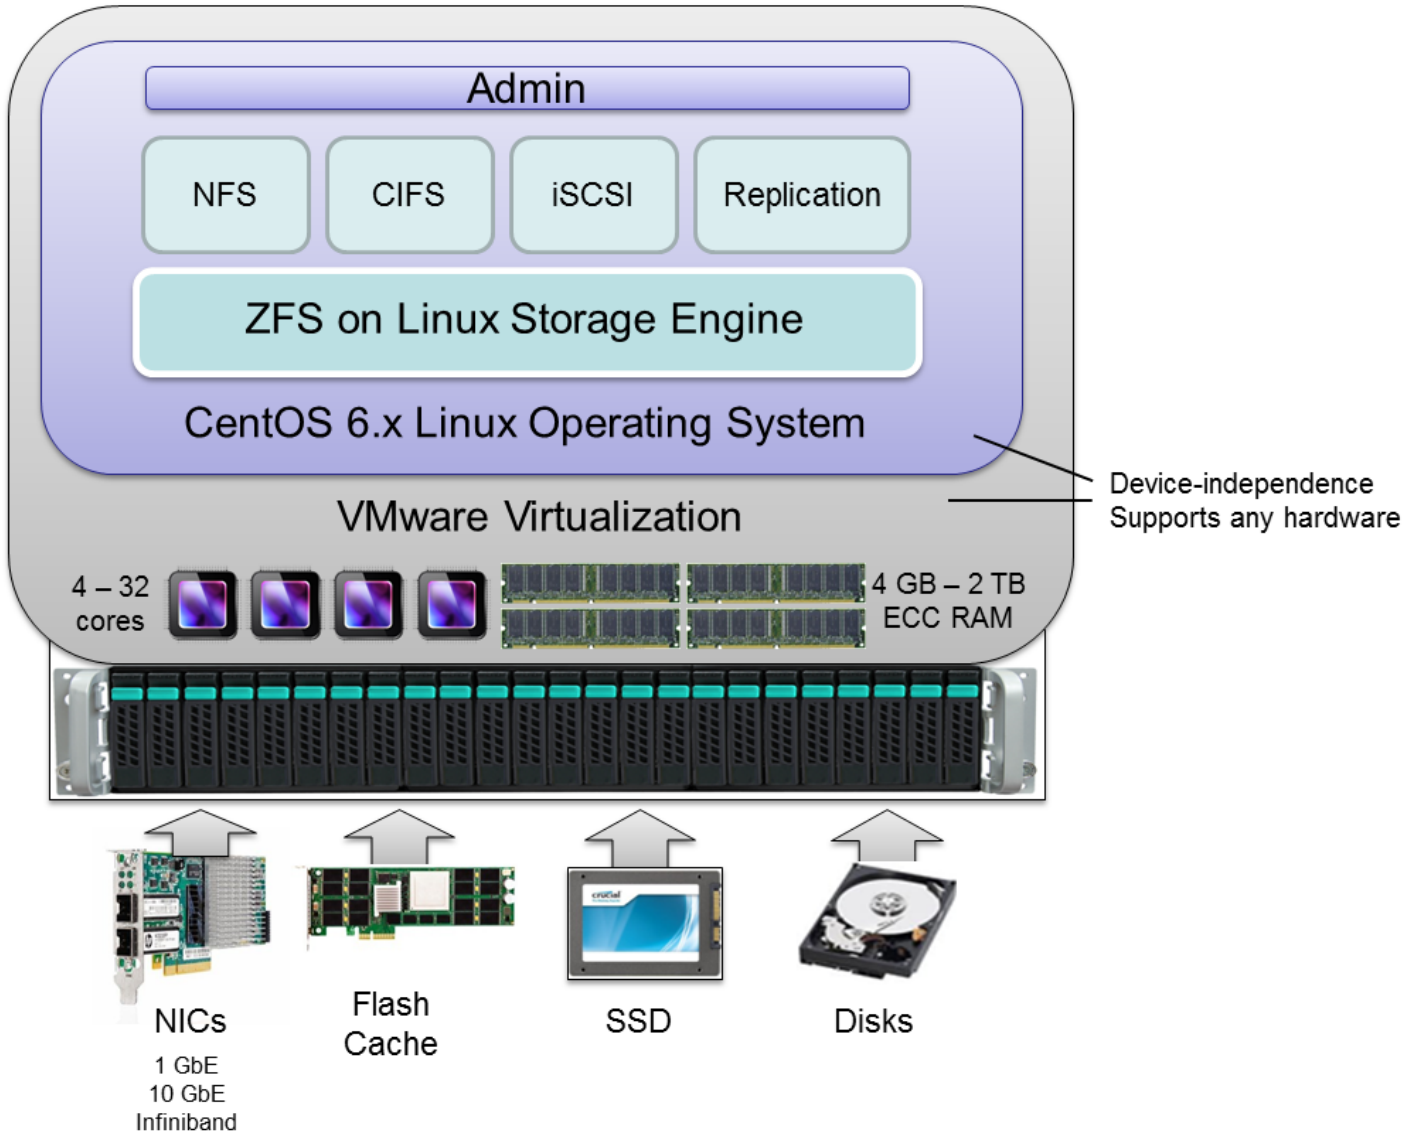 Admin
NFS
CIFS
iSCSI
Replication
ZFS on Linux Storage Engine
CentOS 6.x Linux Operating System
Device-independence
Supports any hardware
VMware Virtualization
4 – 32
cores
4 GB – 2 TB
ECC RAM
crucial
NICs
1 GbE
10 GbE
Infiniband
Flash
Cache
SSD
Disks